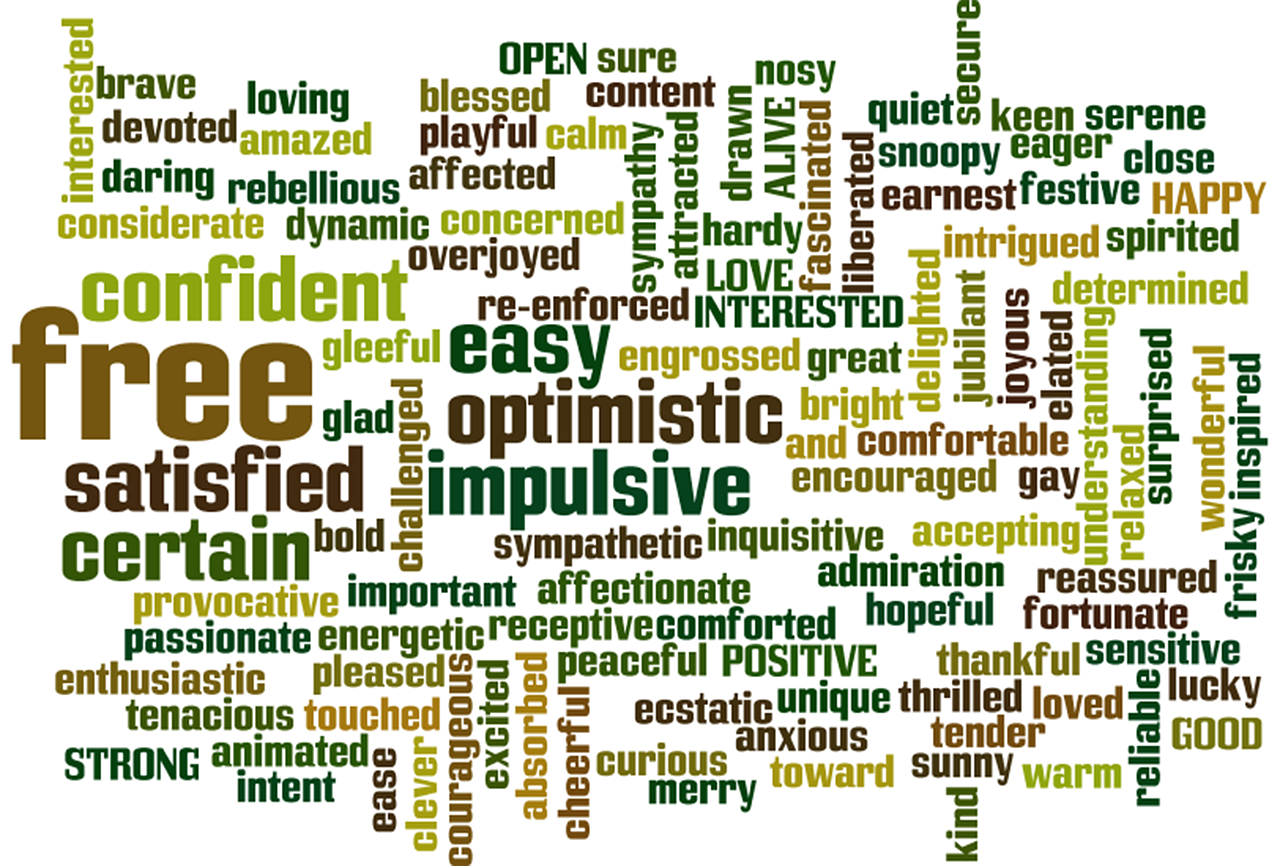 interested
brave
loving
devoted
amazed
daring
rebellious
considerate
dynamic
OPEN
sure
nosy
blessed
content
playful
calm
affected
concerned
overjoyed
sympathy
attracted
drawn
ALIVE
fascinated
liberated
secure
quiet
keen
serene
snoopy
eager
close
earnest
festive
HAPPY
hardy
intrigued
spirited
LOVE
confident
re-enforced
INTERESTED
delighted
jubilant
joyous
elated
determined
understanding
free
gleeful
easy
engrossed
great
glad
challenged
optimistic
bright
and
comfortable
surprised
wonderful
inspired
satisfied
impulsive
encouraged
gay
relaxed
certain
bold
sympathetic
inquisitive
accepting
frisky
provocative
important
affectionate
admiration
reassured
hopeful
fortunate
passionate
energetic
receptive
comforted
enthusiastic
pleased
peaceful
POSITIVE
thankful
sensitive
tenacious
touched
courageous
excited
absorbed
cheerful
ecstatic
unique
thrilled
loved
reliable
lucky
anxious
tender
GOOD
STRONG
animated
intent
ease
clever
curious
merry
toward
sunny
warm
kind